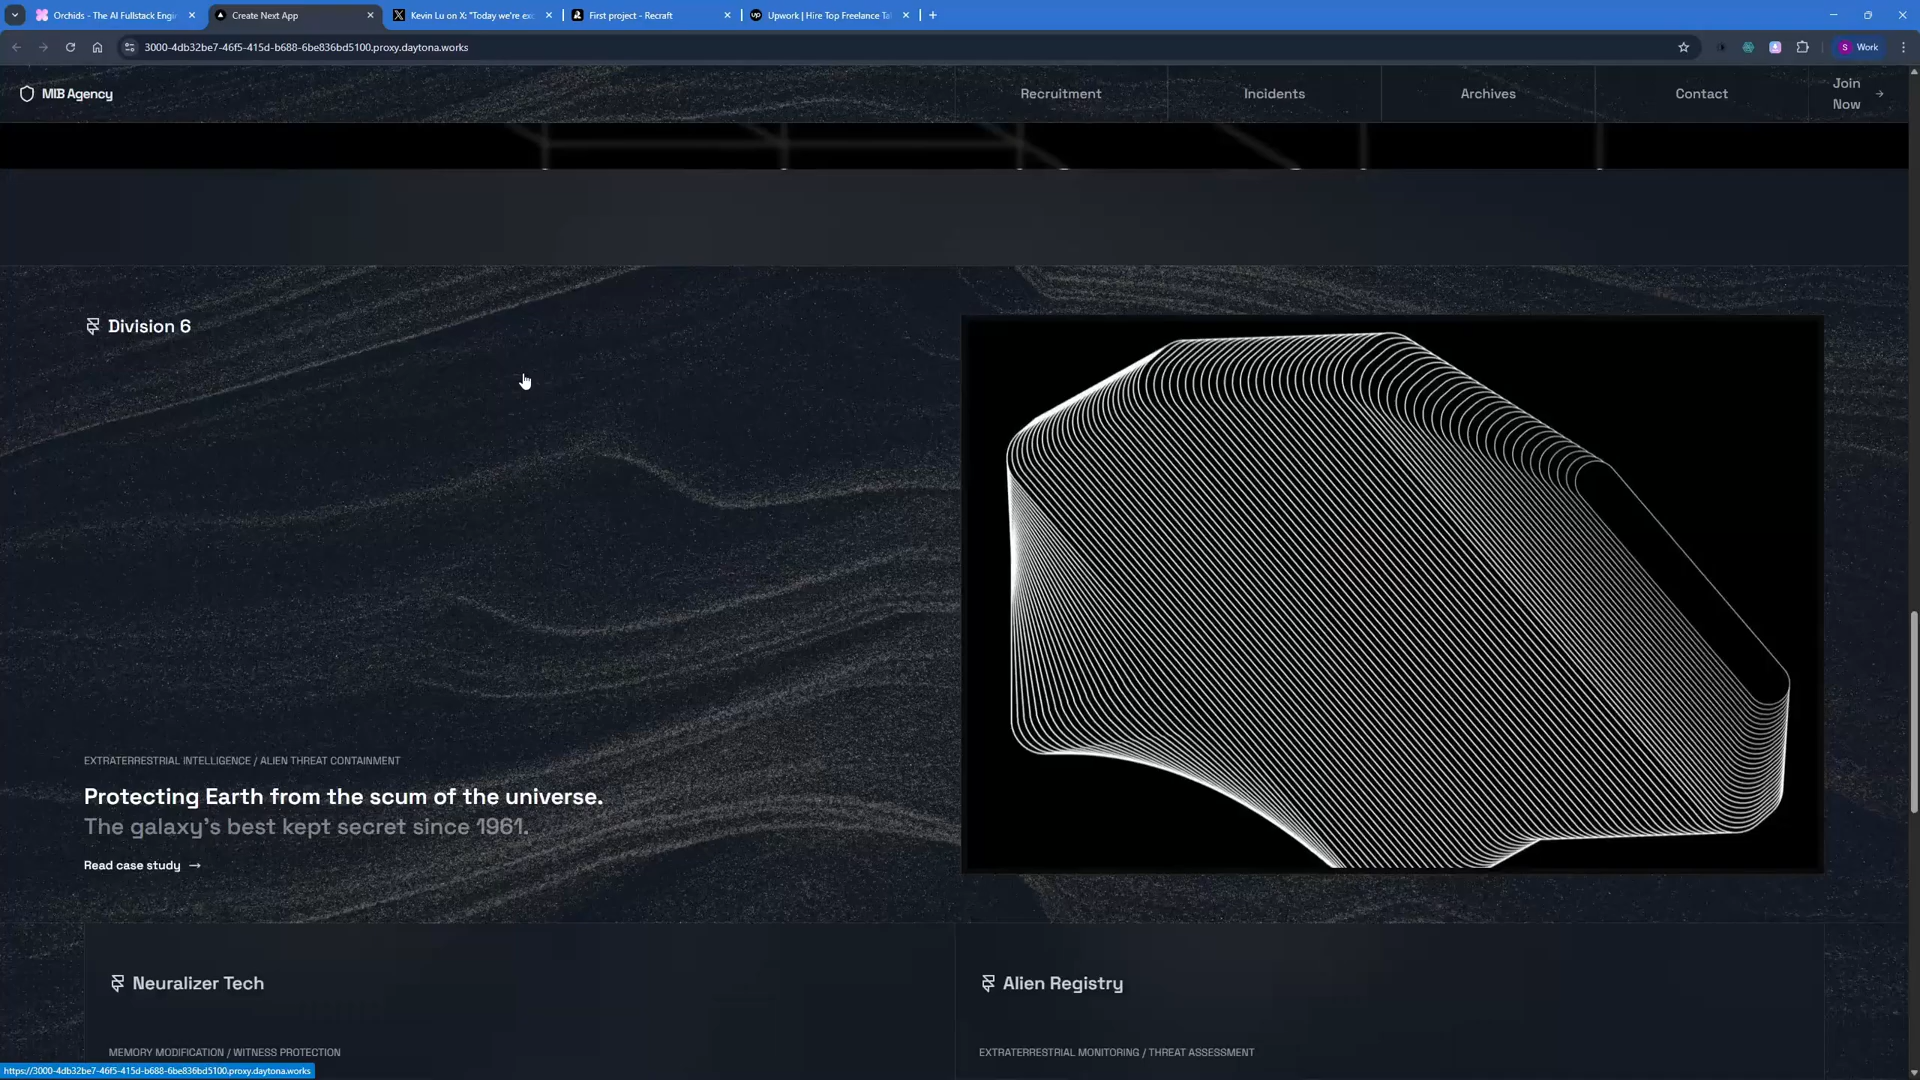 Orchids - The AI Fullstack Engi
Create Next App
Kevin Lu on X: "Today we're exc
First project - Recraft
Upwork | Hire Top Freelance Ta
3000-4db32be7-46f5-415d-b688-6be836bd5100.proxy.daytona.works
S Work
MIB Agency
Recruitment
Incidents
Archives
Contact
Join
Now →
Division 6
EXTRATERRESTRIAL INTELLIGENCE / ALIEN THREAT CONTAINMENT
Protecting Earth from the scum of the universe.
The galaxy's best kept secret since 1961.
Read case study →
Neuralizer Tech
Alien Registry
MEMORY MODIFICATION / WITNESS PROTECTION
EXTRATERRESTRIAL MONITORING / THREAT ASSESSMENT
https://3000-4db32be7-46f5-415d-b688-6be836bd5100.proxy.daytona.works